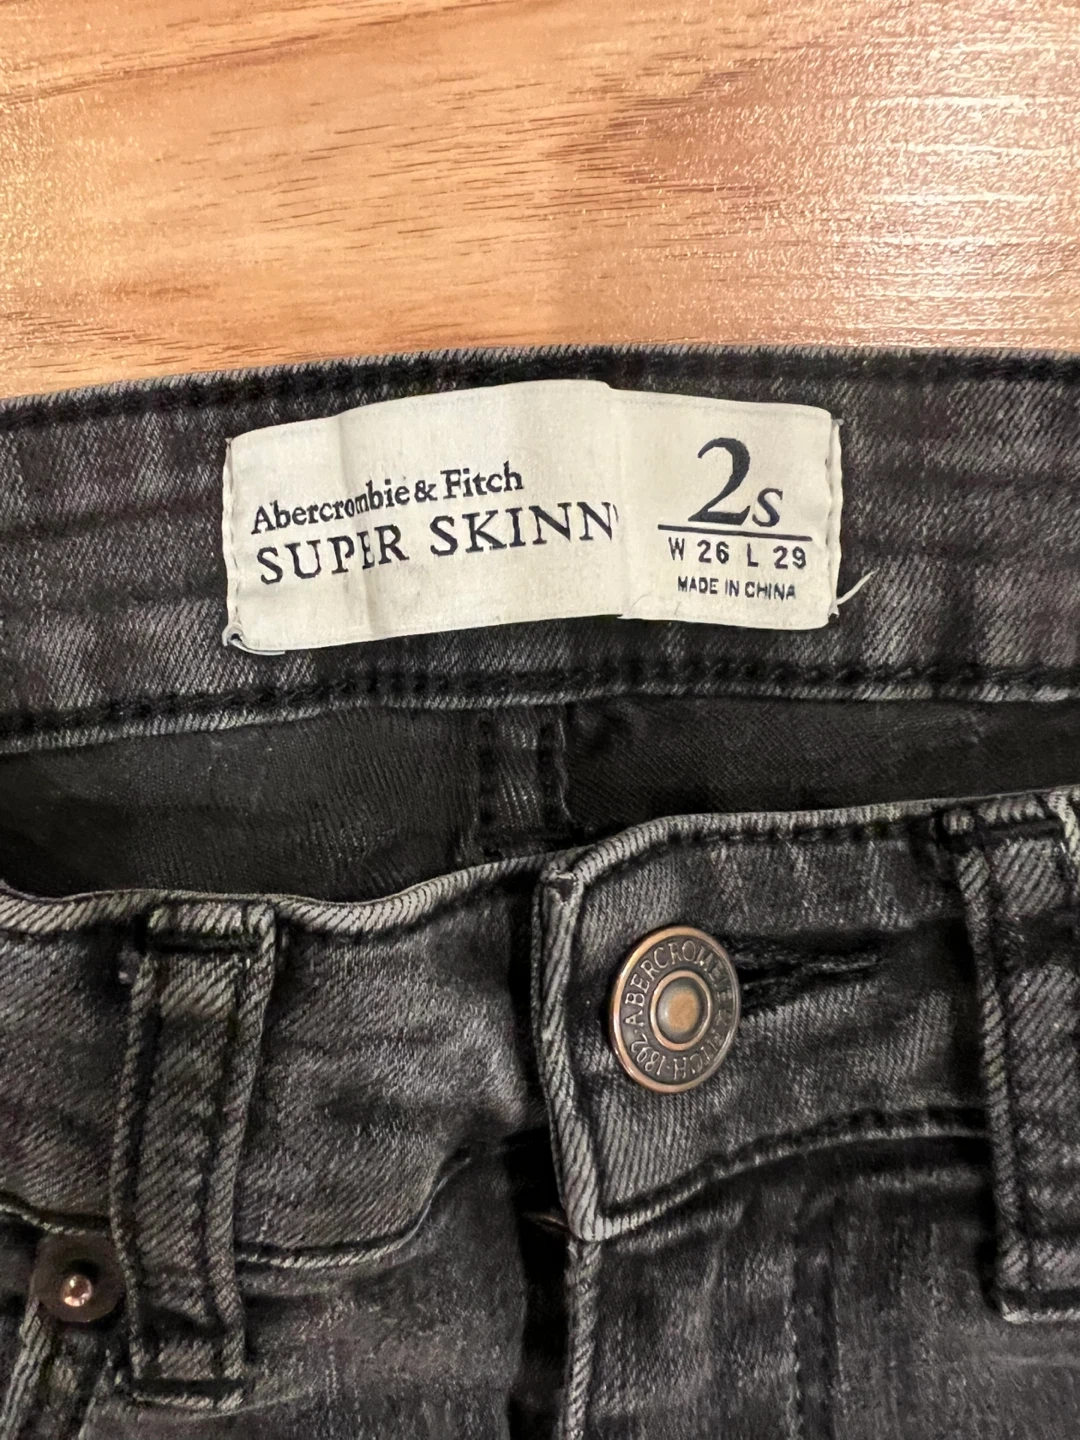 Abercrombie & Fitch
SUPER SKINN
2s
W 26 L 29
MADE IN CHINA
ABERCROMBIE & FITCH · 1892 ·